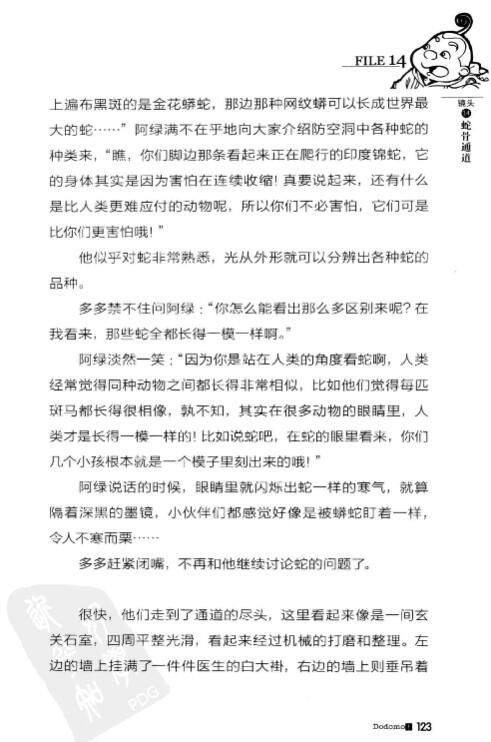 FILE 14
镜头
14
蛇骨通道
上遍布黑斑的是金花蟒蛇，那边那种网纹蟒可以长成世界最
大的蛇……”阿绿满不在乎地向大家介绍防空洞中各种蛇的
种类来，“瞧，你们脚边那条看起来正在爬行的印度锦蛇，它
的身体其实是因为害怕在连续收缩！真要说起来，还有什么
是比人类更难应付的动物呢，所以你们不必害怕，它们可是
比你们更害怕哦！”
他似乎对蛇非常熟悉，光从外形就可以分辨出各种蛇的
品种。
多多禁不住问阿绿：“你怎么能看出那么多区别来呢？在
我看来，那些蛇全都长得一模一样啊。”
阿绿淡然一笑：“因为你是站在人类的角度看蛇啊，人类
经常觉得同种动物之间都长得非常相似，比如他们觉得每匹
斑马都长得很相像，孰不知，其实在很多动物的眼睛里，人
类才是长得一模一样的！比如说蛇吧，在蛇的眼里看来，你们
几个小孩根本就是一个模子里刻出来的哦！”
阿绿说话的时候，眼睛里就闪烁出蛇一样的寒气，就算
隔着深黑的墨镜，小伙伴们都感觉好像是被蟒蛇盯着一样，
令人不寒而栗……
多多赶紧闭嘴，不再和他继续讨论蛇的问题了。
很快，他们走到了通道的尽头，这里看起来像是一间玄
关石室，四周平整光滑，看起来经过机械的打磨和整理。左
边的墙上挂满了一件件医生的白大褂，右边的墙上则垂吊着
PDG
Dodomo 123